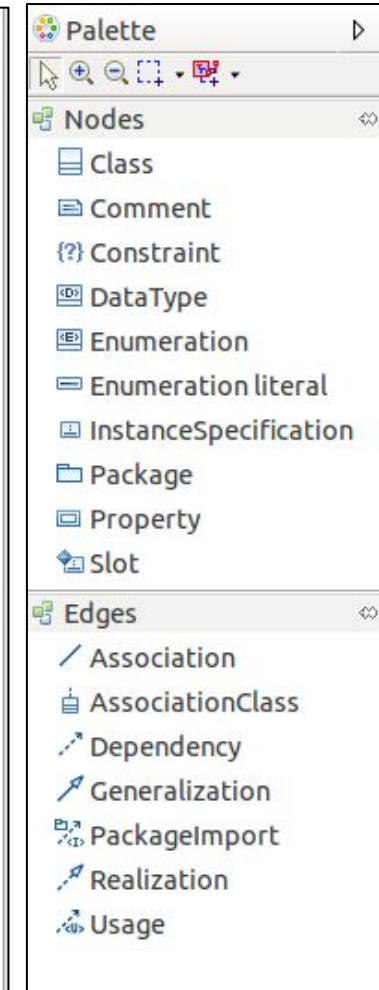 Palette
Nodes
Class
Comment
{?} Constraint
<D> DataType
<E> Enumeration
Enumeration literal
InstanceSpecification
Package
Property
Slot
Edges
Association
AssociationClass
Dependency
Generalization
<I> PackageImport
Realization
<U> Usage